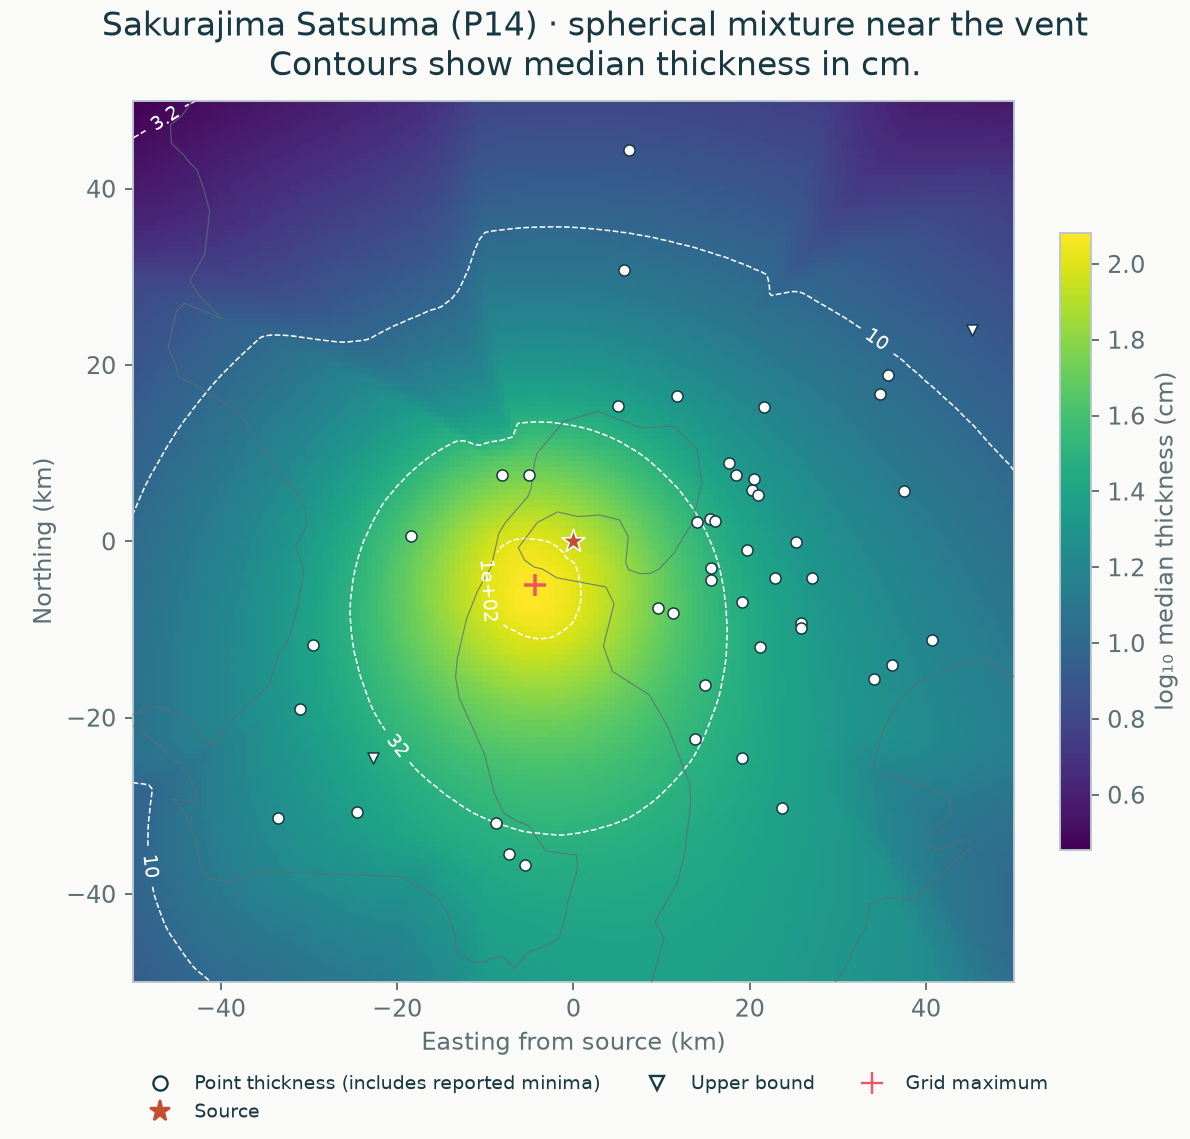 Sakurajima Satsuma (P14) · spherical mixture near the vent
Contours show median thickness in cm.
3.2
10
1e+02
32
10
40
20
0
−20
−40
−40
−20
0
20
40
Northing (km)
Easting from source (km)
2.0
1.8
1.6
1.4
1.2
1.0
0.8
0.6
log₁₀ median thickness (cm)
Point thickness (includes reported minima)
Upper bound
Grid maximum
Source